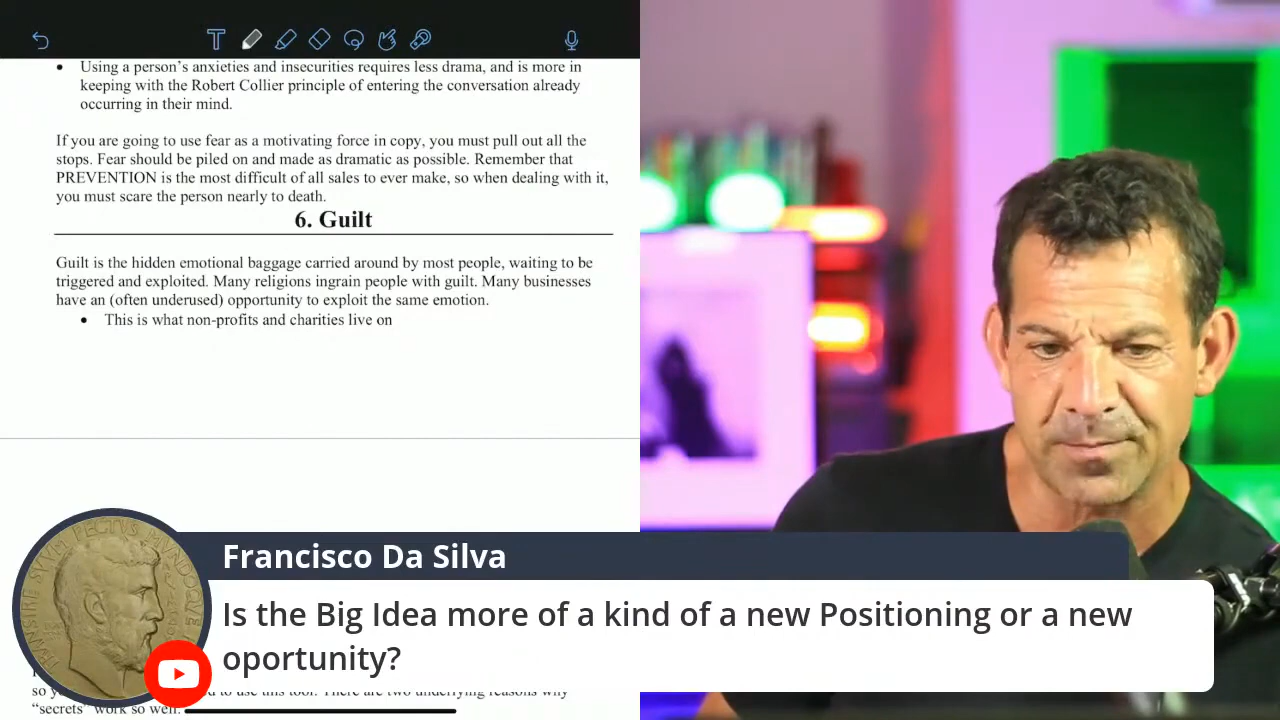 • Using a person's anxieties and insecurities requires less drama, and is more in
keeping with the Robert Collier principle of entering the conversation already
occurring in their mind.
If you are going to use fear as a motivating force in copy, you must pull out all the
stops. Fear should be piled on and made as dramatic as possible. Remember that
PREVENTION is the most difficult of all sales to ever make, so when dealing with it,
you must scare the person nearly to death.
6. Guilt
Guilt is the hidden emotional baggage carried around by most people, waiting to be
triggered and exploited. Many religions ingrain people with guilt. Many businesses
have an (often underused) opportunity to exploit the same emotion.
• This is what non-profits and charities live on
Francisco Da Silva
Is the Big Idea more of a kind of a new Positioning or a new
oportunity?
to use this tool. There are two underlying reasons why
"secrets" work so well.